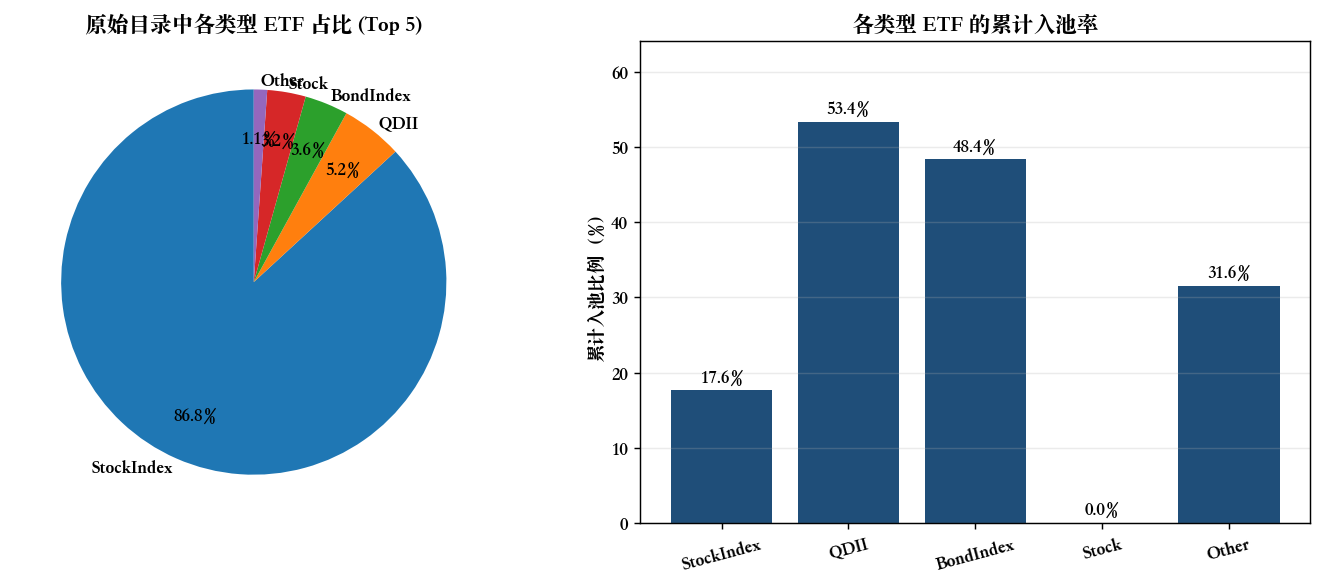 原始目录中各类型 ETF 占比 (Top 5)
Other
Stock
BondIndex
QDII
1.1%
3.2%
3.6%
5.2%
86.8%
StockIndex
各类型 ETF 的累计入池率
累计入池比例（%）
60
50
40
30
20
10
0
17.6%
53.4%
48.4%
0.0%
31.6%
StockIndex
QDII
BondIndex
Stock
Other